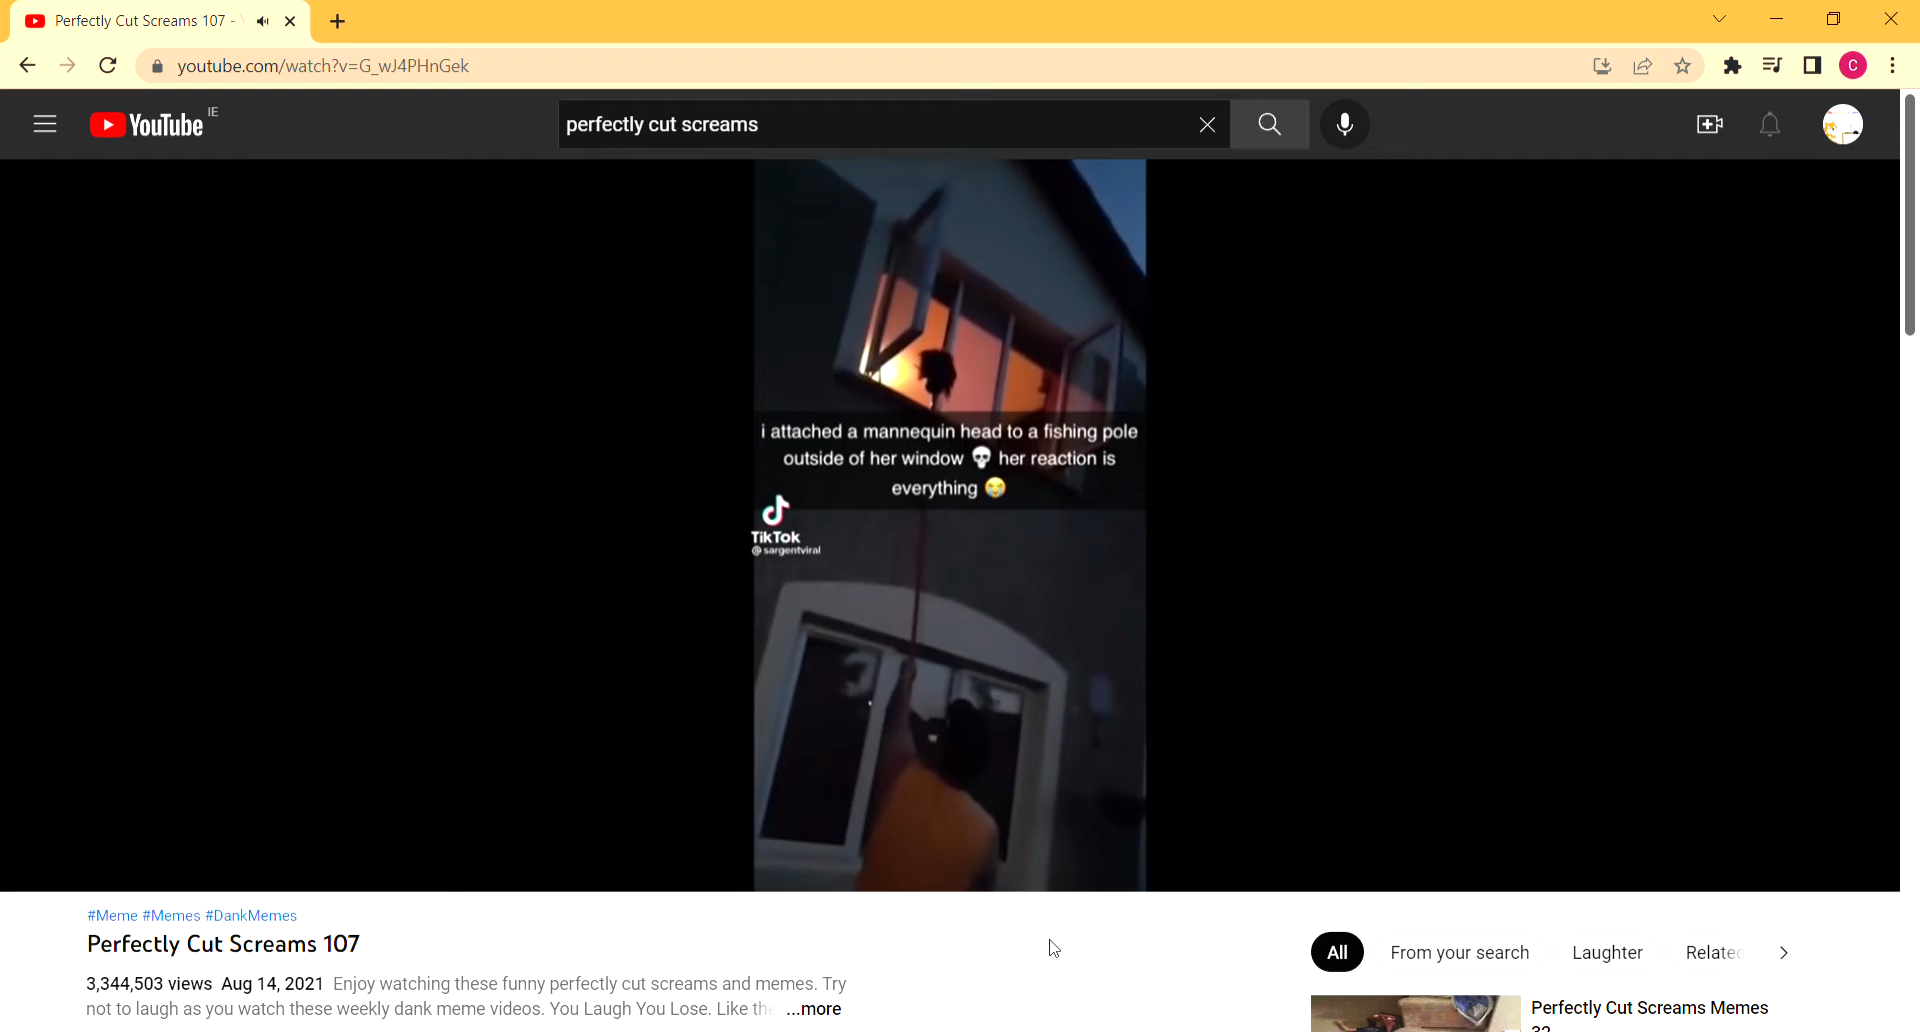 Perfectly Cut Screams 107 -
youtube.com/watch?v=G_wJ4PHnGek
C
YouTube IE
perfectly cut screams
i attached a mannequin head to a fishing pole
outside of her window 💀 her reaction is
everything 😭
TikTok
@sargentviral
#Meme #Memes #DankMemes
Perfectly Cut Screams 107
3,344,503 views Aug 14, 2021 Enjoy watching these funny perfectly cut screams and memes. Try
not to laugh as you watch these weekly dank meme videos. You Laugh You Lose. Like the ...more
All From your search Laughter Related
Perfectly Cut Screams Memes
32